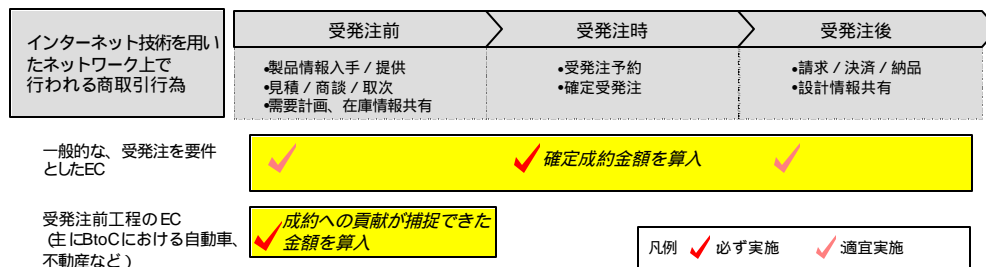 インターネット技術を用い
たネットワーク上で
行われる商取引行為
受発注前
受発注時
受発注後
•製品情報入手 / 提供
•見積 / 商談 / 取次
•需要計画、在庫情報共有
•受発注予約
•確定受発注
•請求 / 決済 / 納品
•設計情報共有
一般的な、受発注を要件
としたEC
確定成約金額を算入
受発注前工程のEC
(主にBtoCにおける自動車、
不動産など)
成約への貢献が捕捉できた
金額を算入
凡例 必ず実施 適宜実施